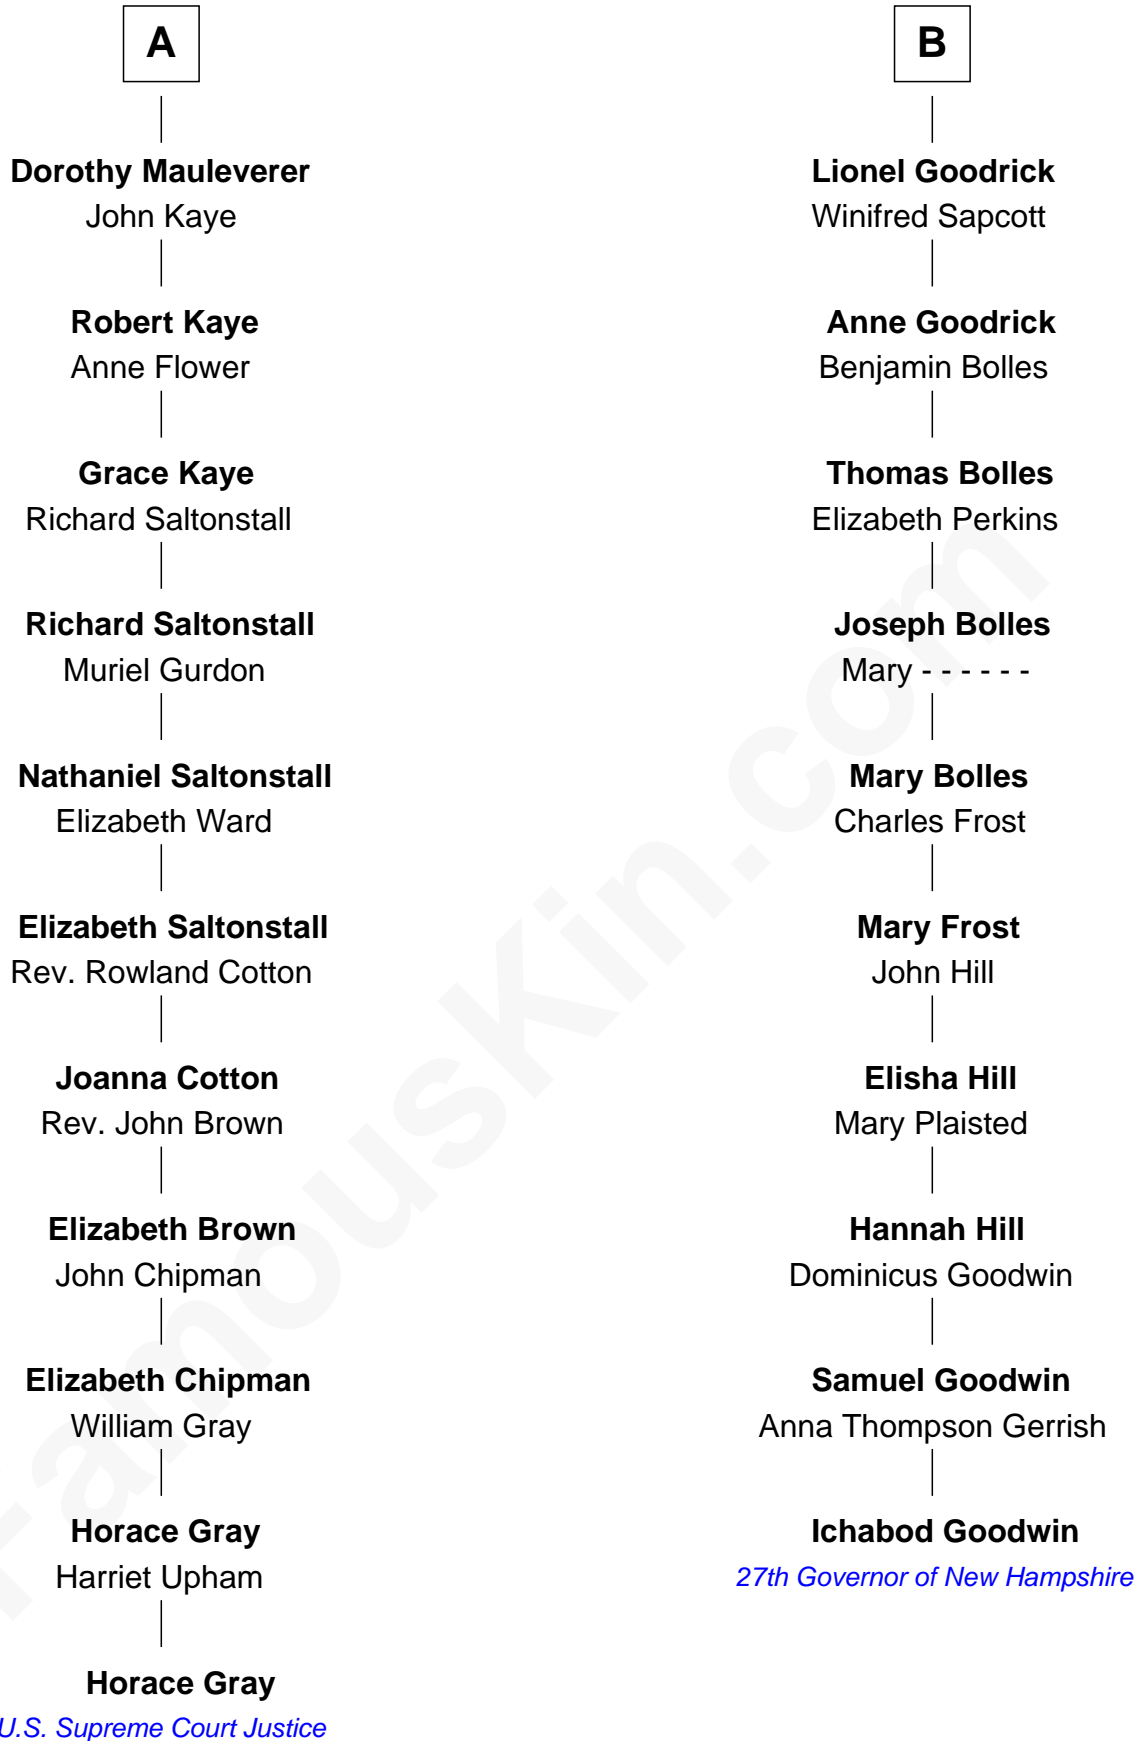 A
Dorothy Mauleverer
John Kaye
Robert Kaye
Anne Flower
Grace Kaye
Richard Saltonstall
Richard Saltonstall
Muriel Gurdon
Nathaniel Saltonstall
Elizabeth Ward
Elizabeth Saltonstall
Rev. Rowland Cotton
Joanna Cotton
Rev. John Brown
Elizabeth Brown
John Chipman
Elizabeth Chipman
William Gray
Horace Gray
Harriet Upham
Horace Gray
U.S. Supreme Court Justice
B
Lionel Goodrick
Winifred Sapcott
Anne Goodrick
Benjamin Bolles
Thomas Bolles
Elizabeth Perkins
Joseph Bolles
Mary - - - - - -
Mary Bolles
Charles Frost
Mary Frost
John Hill
Elisha Hill
Mary Plaisted
Hannah Hill
Dominicus Goodwin
Samuel Goodwin
Anna Thompson Gerrish
Ichabod Goodwin
27th Governor of New Hampshire
FamousKin.com